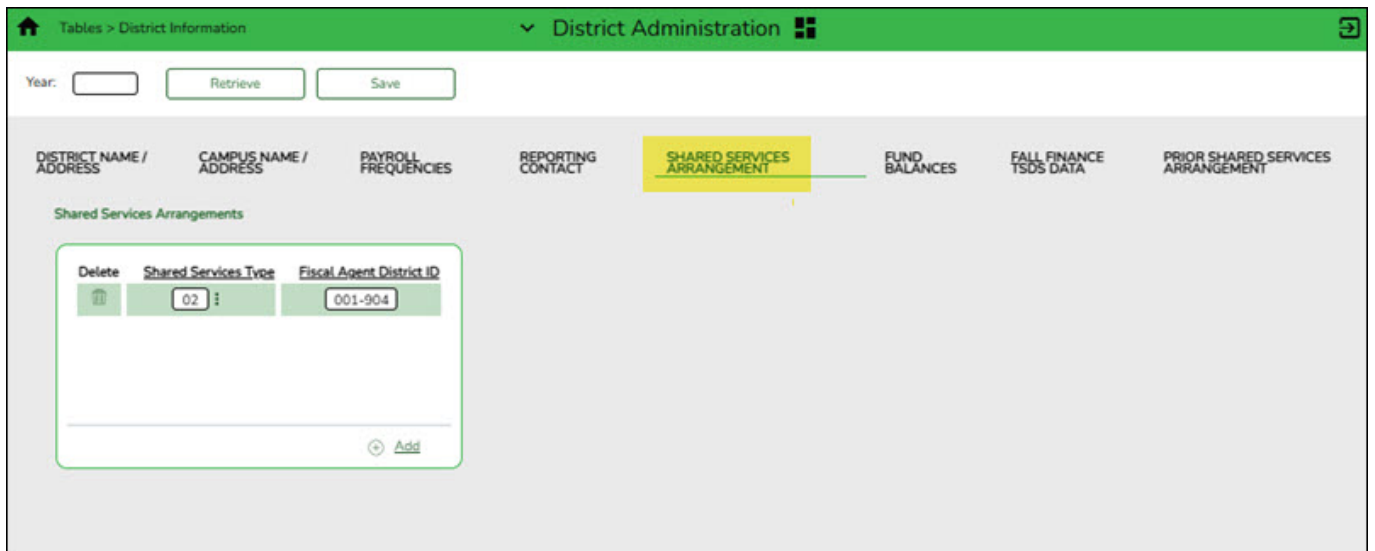 Tables > District Information
District Administration
Year:
Retrieve
Save
DISTRICT NAME /
ADDRESS
CAMPUS NAME /
ADDRESS
PAYROLL
FREQUENCIES
REPORTING
CONTACT
SHARED SERVICES
ARRANGEMENT
FUND
BALANCES
FALL FINANCE
TSDS DATA
PRIOR SHARED SERVICES
ARRANGEMENT
Shared Services Arrangements
Delete Shared Services Type Fiscal Agent District ID
02 001-904
Add